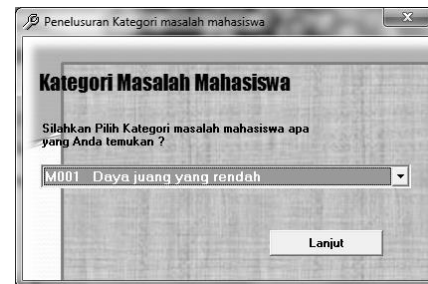 Penelusuran Kategori masalah mahasiswa
Kategori Masalah Mahasiswa
Silahkan Pilih Kategori masalah mahasiswa apa
yang Anda temukan ?
M001 Daya juang yang rendah
Lanjut